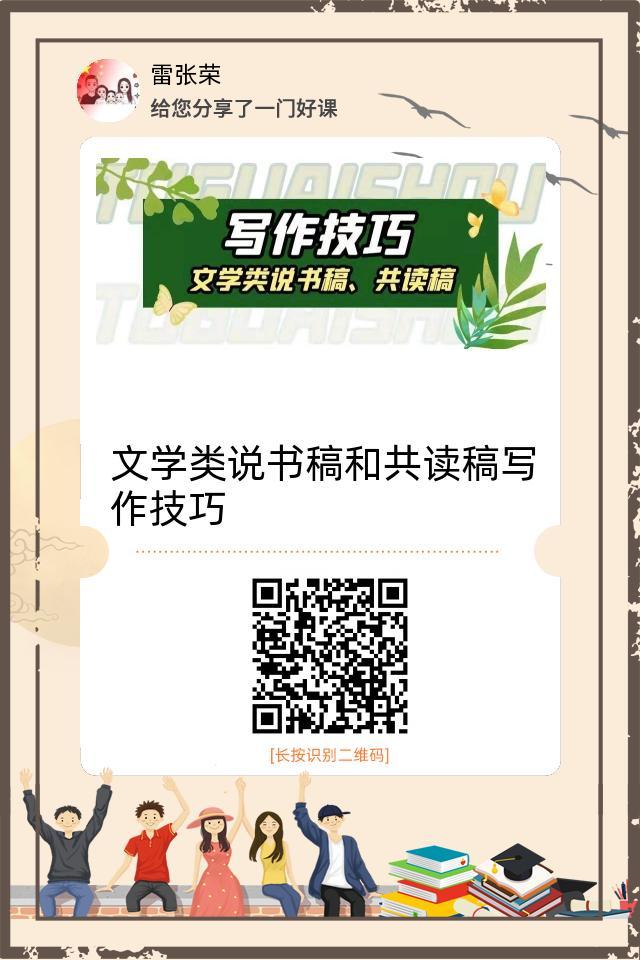 雷张荣
给您分享了一门好课
TUGUAISHOU
写作技巧
文学类说书稿、共读稿
TUGUAISHOU
文学类说书稿和共读稿写
作技巧
[长按识别二维码]